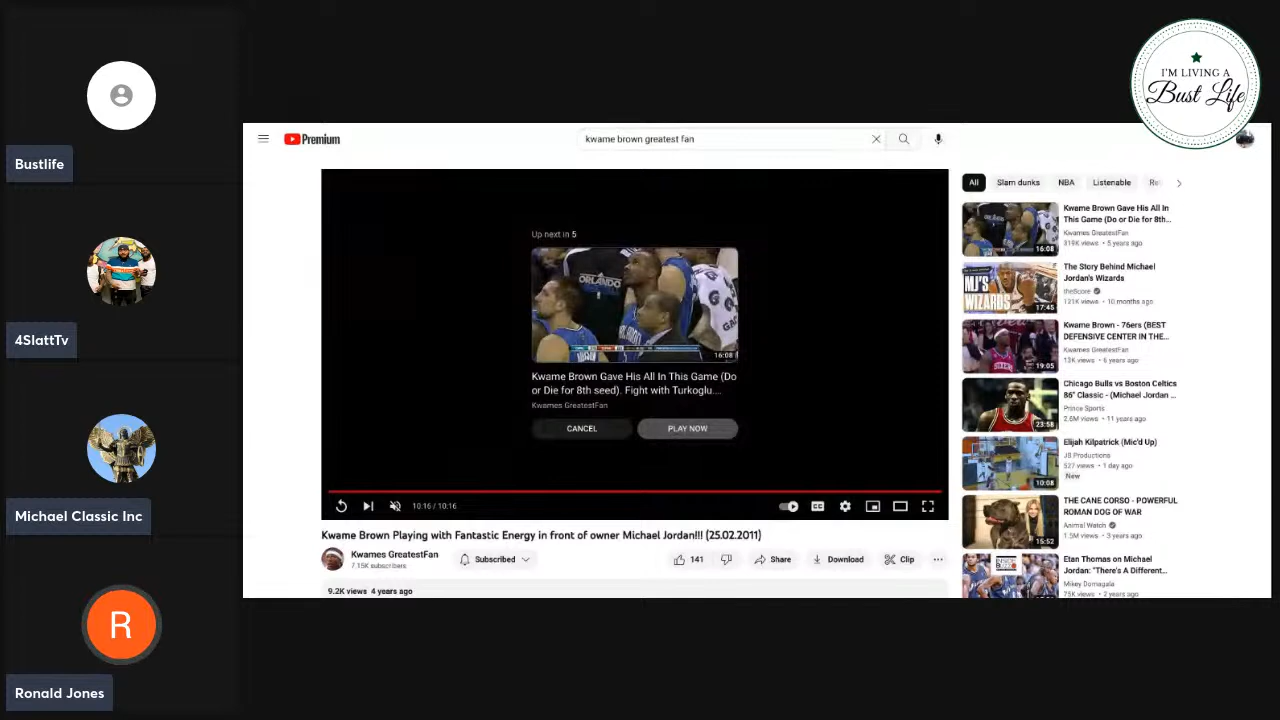 I'M LIVING A
Bust Life
Bustlife
4SlattTv
Michael Classic Inc
R
Ronald Jones
Premium
kwame brown greatest fan
Up next in 5
ORLANDO
16:08
Kwame Brown Gave His All In This Game (Do
or Die for 8th seed). Fight with Turkoglu....
Kwames GreatestFan
CANCEL
PLAY NOW
10:16 / 10:16
CC
Kwame Brown Playing with Fantastic Energy in front of owner Michael Jordan!!! (25.02.2011)
Kwames GreatestFan
7.15K subscribers
Subscribed
141
Share
Download
Clip
9.2K views 4 years ago
All
Slam dunks
NBA
Listenable
Kwame Brown Gave His All In
This Game (Do or Die for 8th...
Kwames GreatestFan
319K views • 5 years ago
16:08
The Story Behind Michael
Jordan's Wizards
theScore
131K views • 10 months ago
MJ'S
WIZARDS
17:45
Kwame Brown - 76ers (BEST
DEFENSIVE CENTER IN THE...
Kwames GreatestFan
13K views • 6 years ago
19:05
Chicago Bulls vs Boston Celtics
86" Classic - (Michael Jordan ...
Prince Sports
2.6M views • 11 years ago
23:58
Elijah Kilpatrick (Mic'd Up)
JB Productions
527 views • 1 day ago
New
10:08
THE CANE CORSO - POWERFUL
ROMAN DOG OF WAR
Animal Watch
1.5M views • 3 years ago
15:52
Etan Thomas on Michael
Jordan: "There's A Different...
Mikey Domagala
75K views • 2 years ago